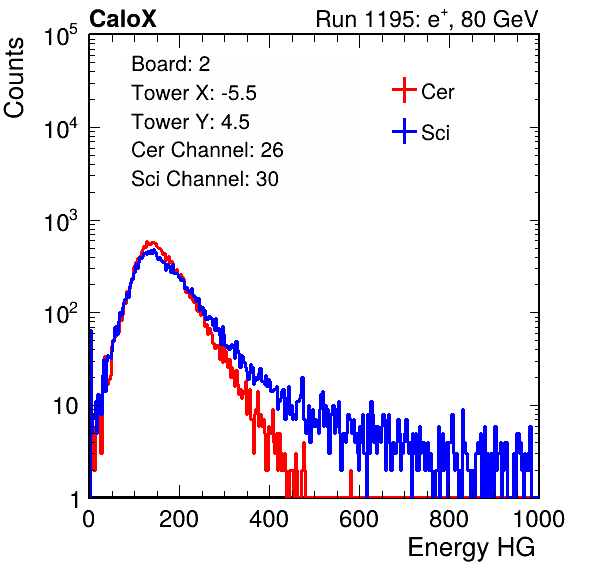 CaloX Run 1195: e⁺, 80 GeV
Counts
10⁵
10⁴
10³
10²
10
1
Board: 2
Tower X: -5.5
Tower Y: 4.5
Cer Channel: 26
Sci Channel: 30
Cer
Sci
0 200 400 600 800 1000
Energy HG